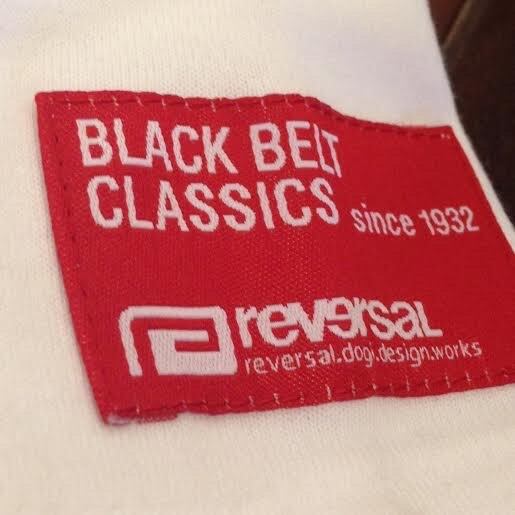 BLACK BELT
CLASSICS since 1932
reversal
reversal.dogi.design.works